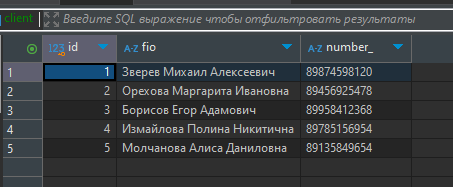 client Введите SQL выражение чтобы отфильтровать результаты
123 id A-Z fio A-Z number_
1 1 Зверев Михаил Алексеевич 89874598120
2 2 Орехова Маргарита Ивановна 89456925478
3 3 Борисов Егор Адамович 89958412368
4 4 Измайлова Полина Никитична 89785156954
5 5 Молчанова Алиса Даниловна 89135849654